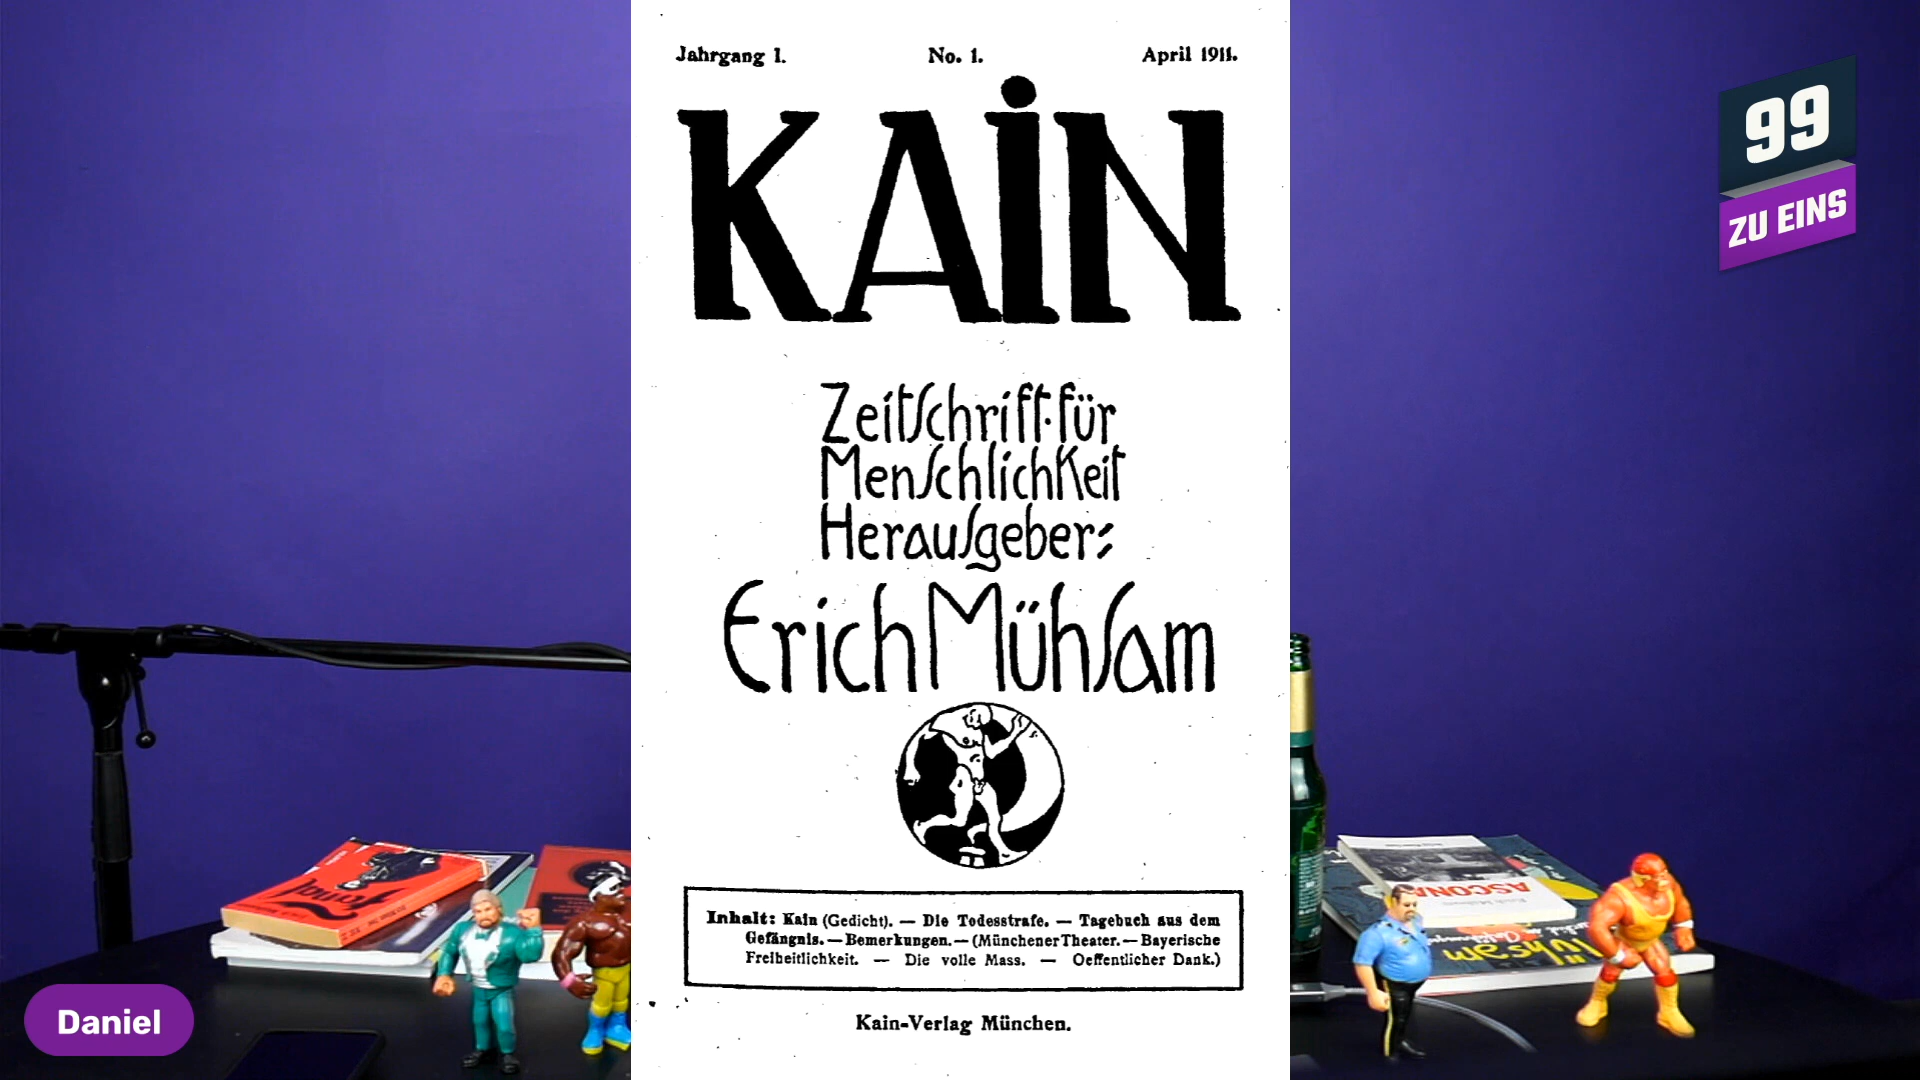 Jahrgang 1. No. 1. April 1911.
KAiN
Zeitschrift für
Menschlichkeit
Herausgeber:
Erich Mühsam
Inhalt: Kain (Gedicht). — Die Todesstrafe. — Tagebuch aus dem
Gefängnis. — Bemerkungen. — (Münchener Theater. — Bayerische
Freiheitlichkeit. — Die volle Mass. — Oeffentlicher Dank.)
Kain-Verlag München.
99
ZU EINS
Daniel
Fanal
ASCONA
Mühsam